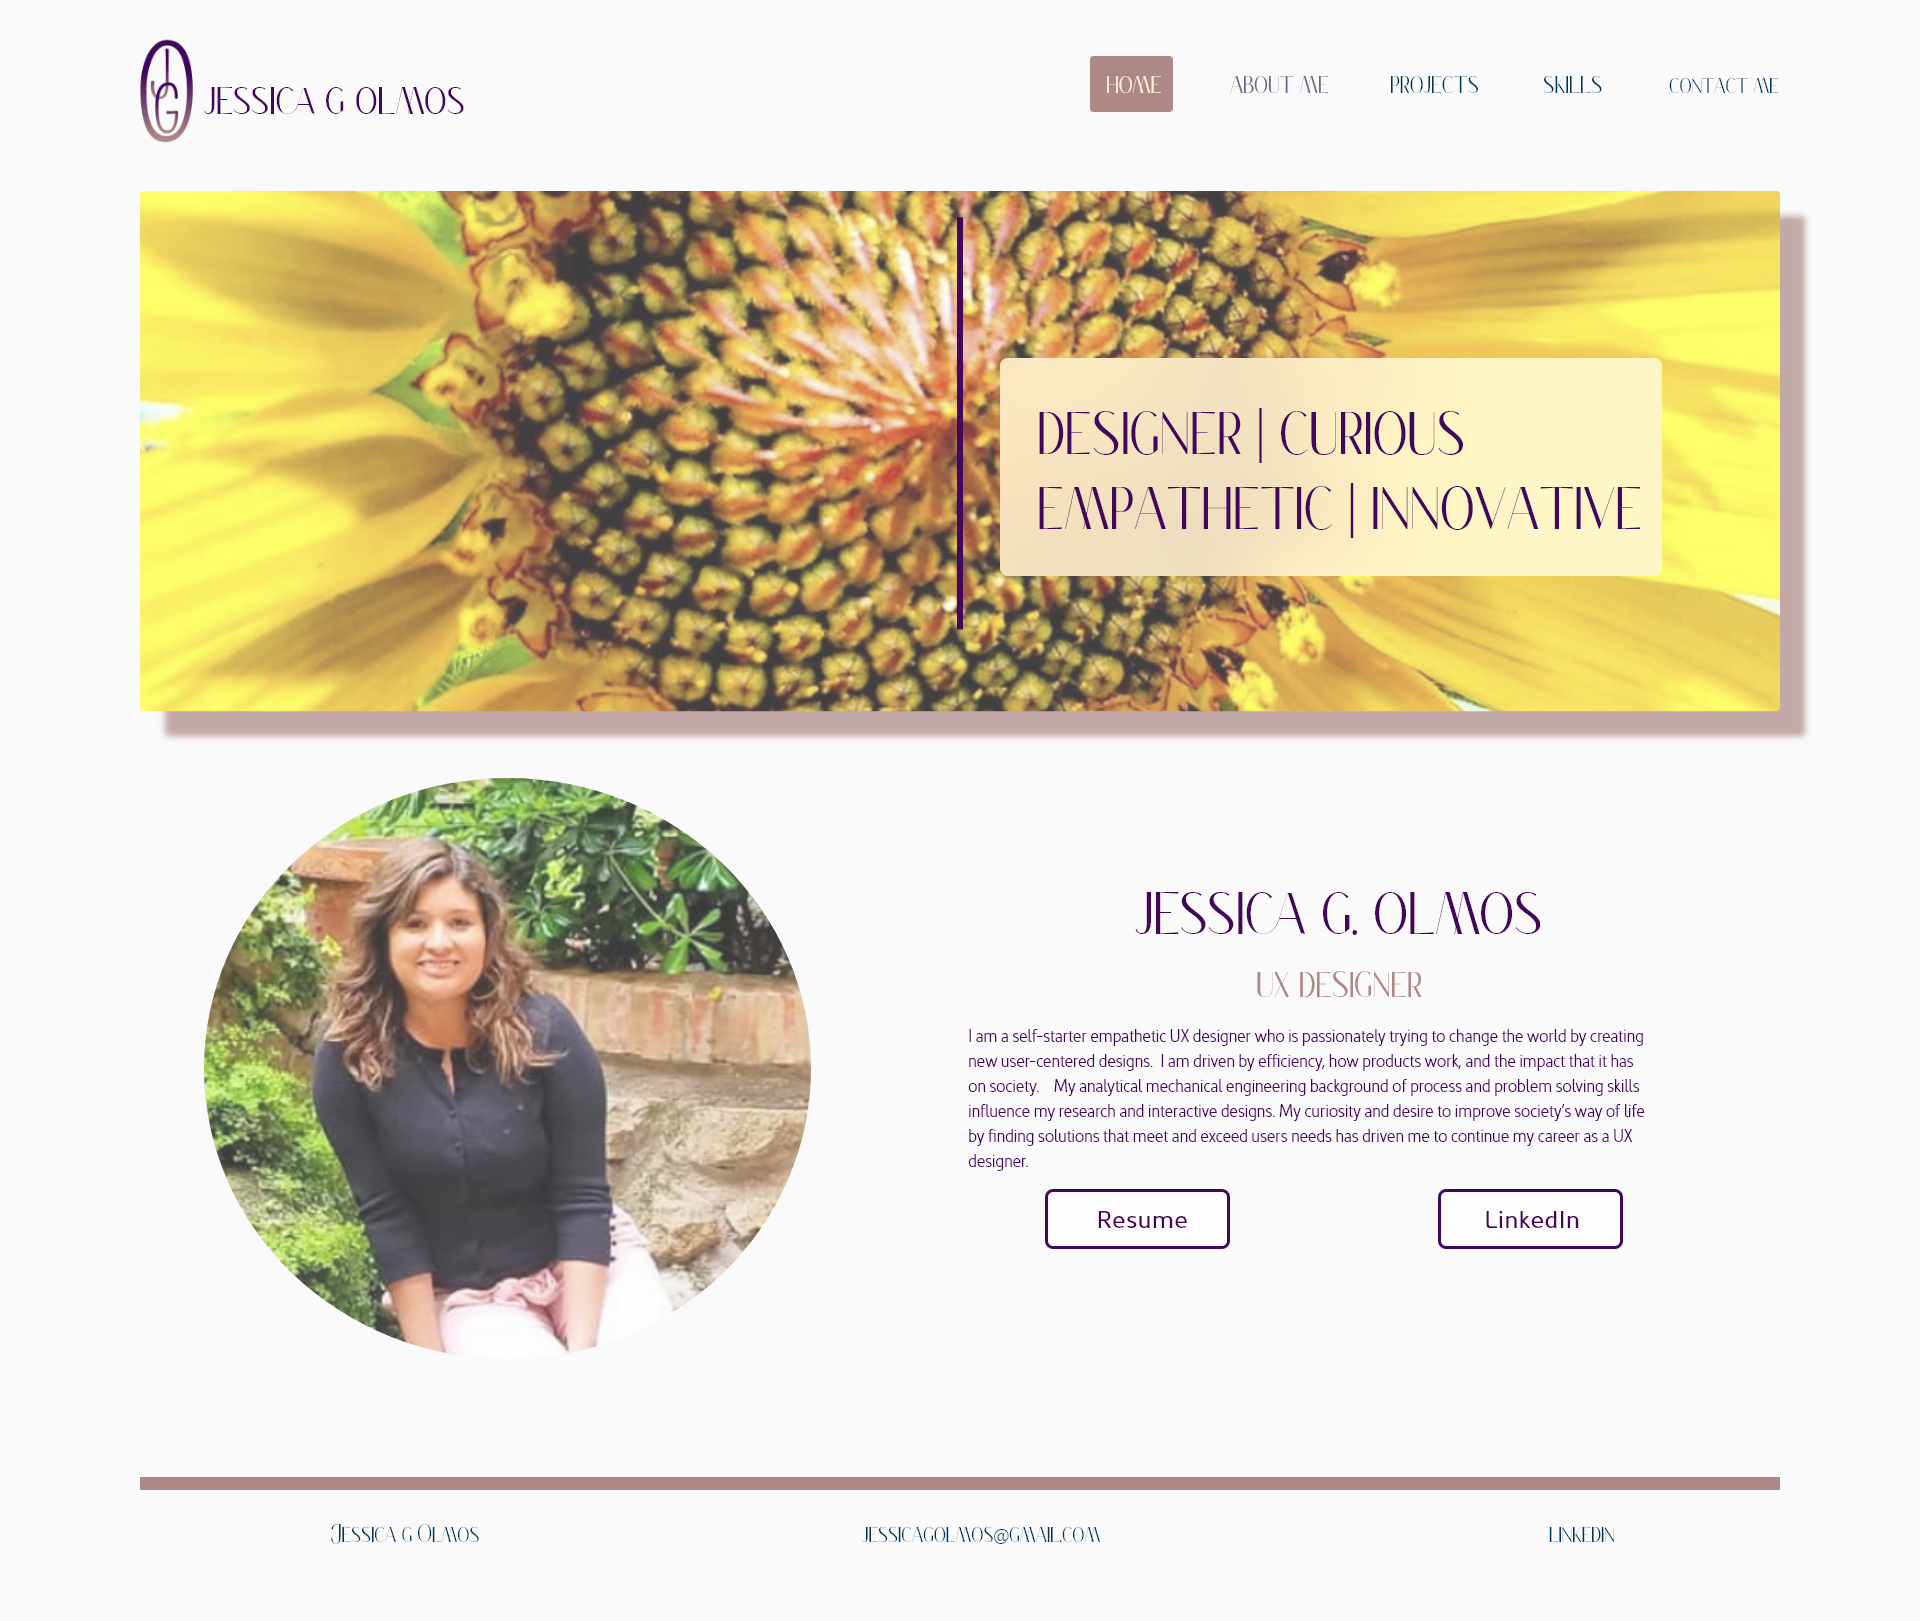 JESSICA G OLMOS
HOME ABOUT ME PROJECTS SKILLS CONTACT ME
DESIGNER | CURIOUS
EMPATHETIC | INNOVATIVE
JESSICA G. OLMOS
UX DESIGNER
I am a self-starter empathetic UX designer who is passionately trying to change the world by creating
new user-centered designs. I am driven by efficiency, how products work, and the impact that it has
on society. My analytical mechanical engineering background of process and problem solving skills
influence my research and interactive designs. My curiosity and desire to improve society's way of life
by finding solutions that meet and exceed users needs has driven me to continue my career as a UX
designer.
Resume LinkedIn
JESSICA G OLMOS JESSICAGOLMOS@GMAIL.COM LINKEDIN